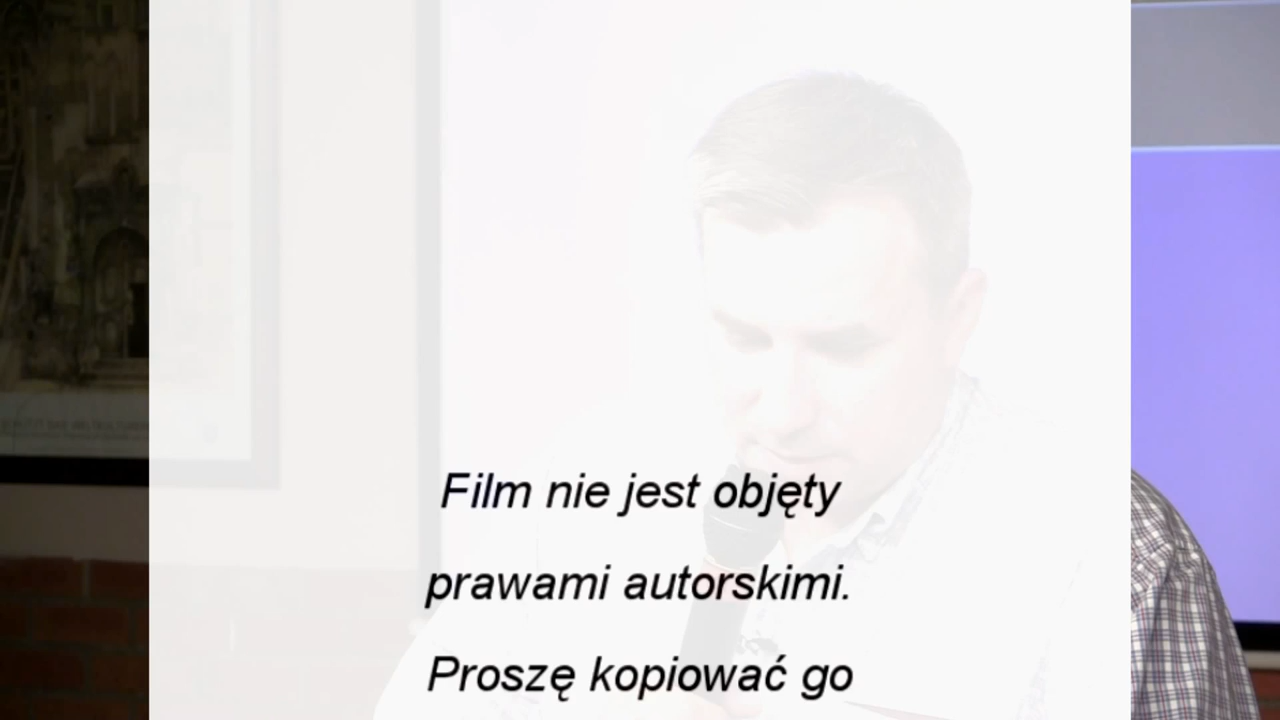 Film nie jest objęty
prawami autorskimi.
Proszę kopiować go